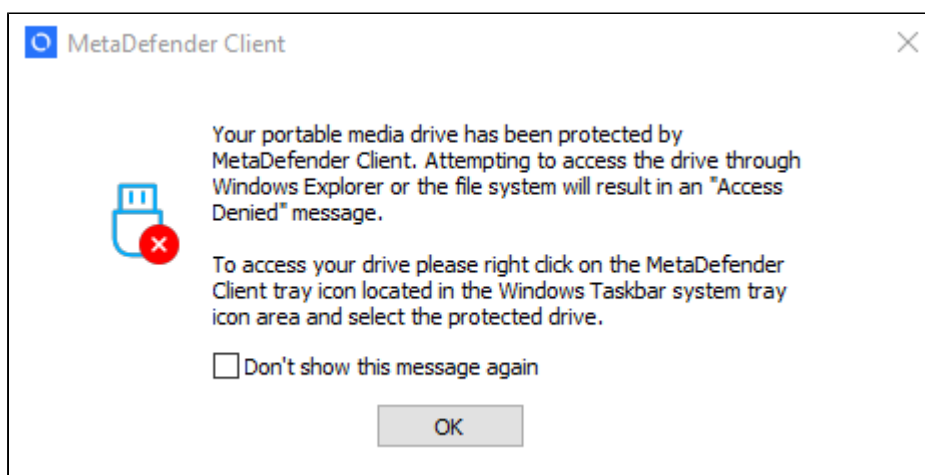 MetaDefender Client
Your portable media drive has been protected by
MetaDefender Client. Attempting to access the drive through
Windows Explorer or the file system will result in an "Access
Denied" message.
To access your drive please right click on the MetaDefender
Client tray icon located in the Windows Taskbar system tray
icon area and select the protected drive.
Don't show this message again
OK